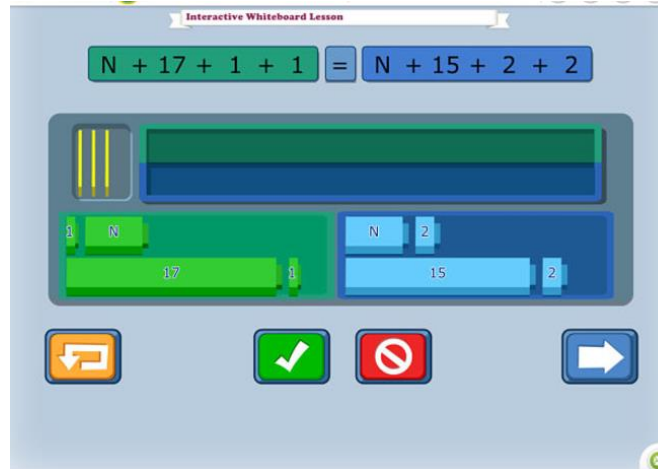 Interactive Whiteboard Lesson
N + 17 + 1 + 1 = N + 15 + 2 + 2
1 N N 2
17 1 15 2